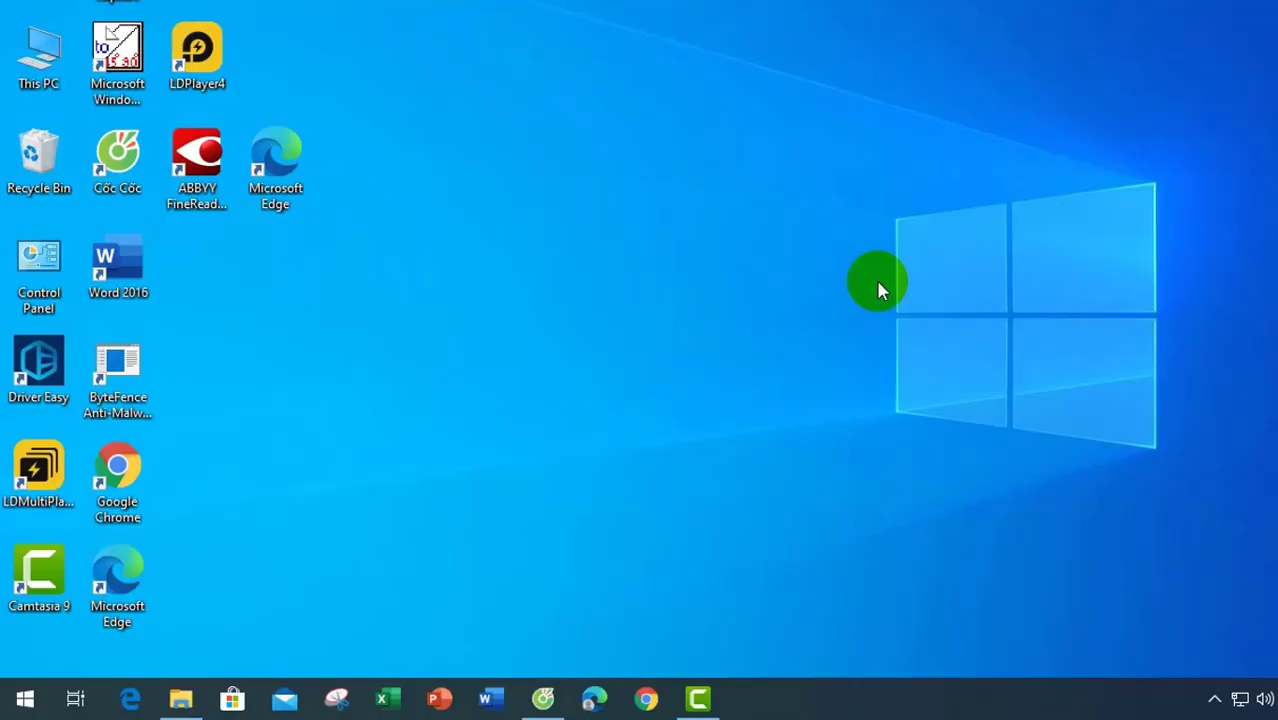 This PC
Microsoft
Windo...
LDPlayer4
Recycle Bin
Cốc Cốc
ABBYY
FineRead...
Microsoft
Edge
Control
Panel
Word 2016
Driver Easy
ByteFence
Anti-Malw...
LDMultiPla...
Google
Chrome
Camtasia 9
Microsoft
Edge